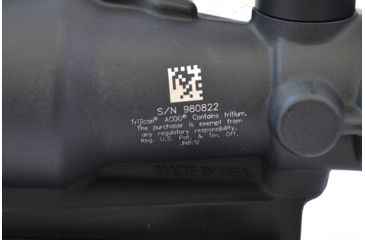 S/N 980822
Trijicon® ACOG® Contains tritium.
The purchaser is exempt from
any regulatory responsibility.
Reg. U.S. Pat. & Tm. Off.
MADE IN USA